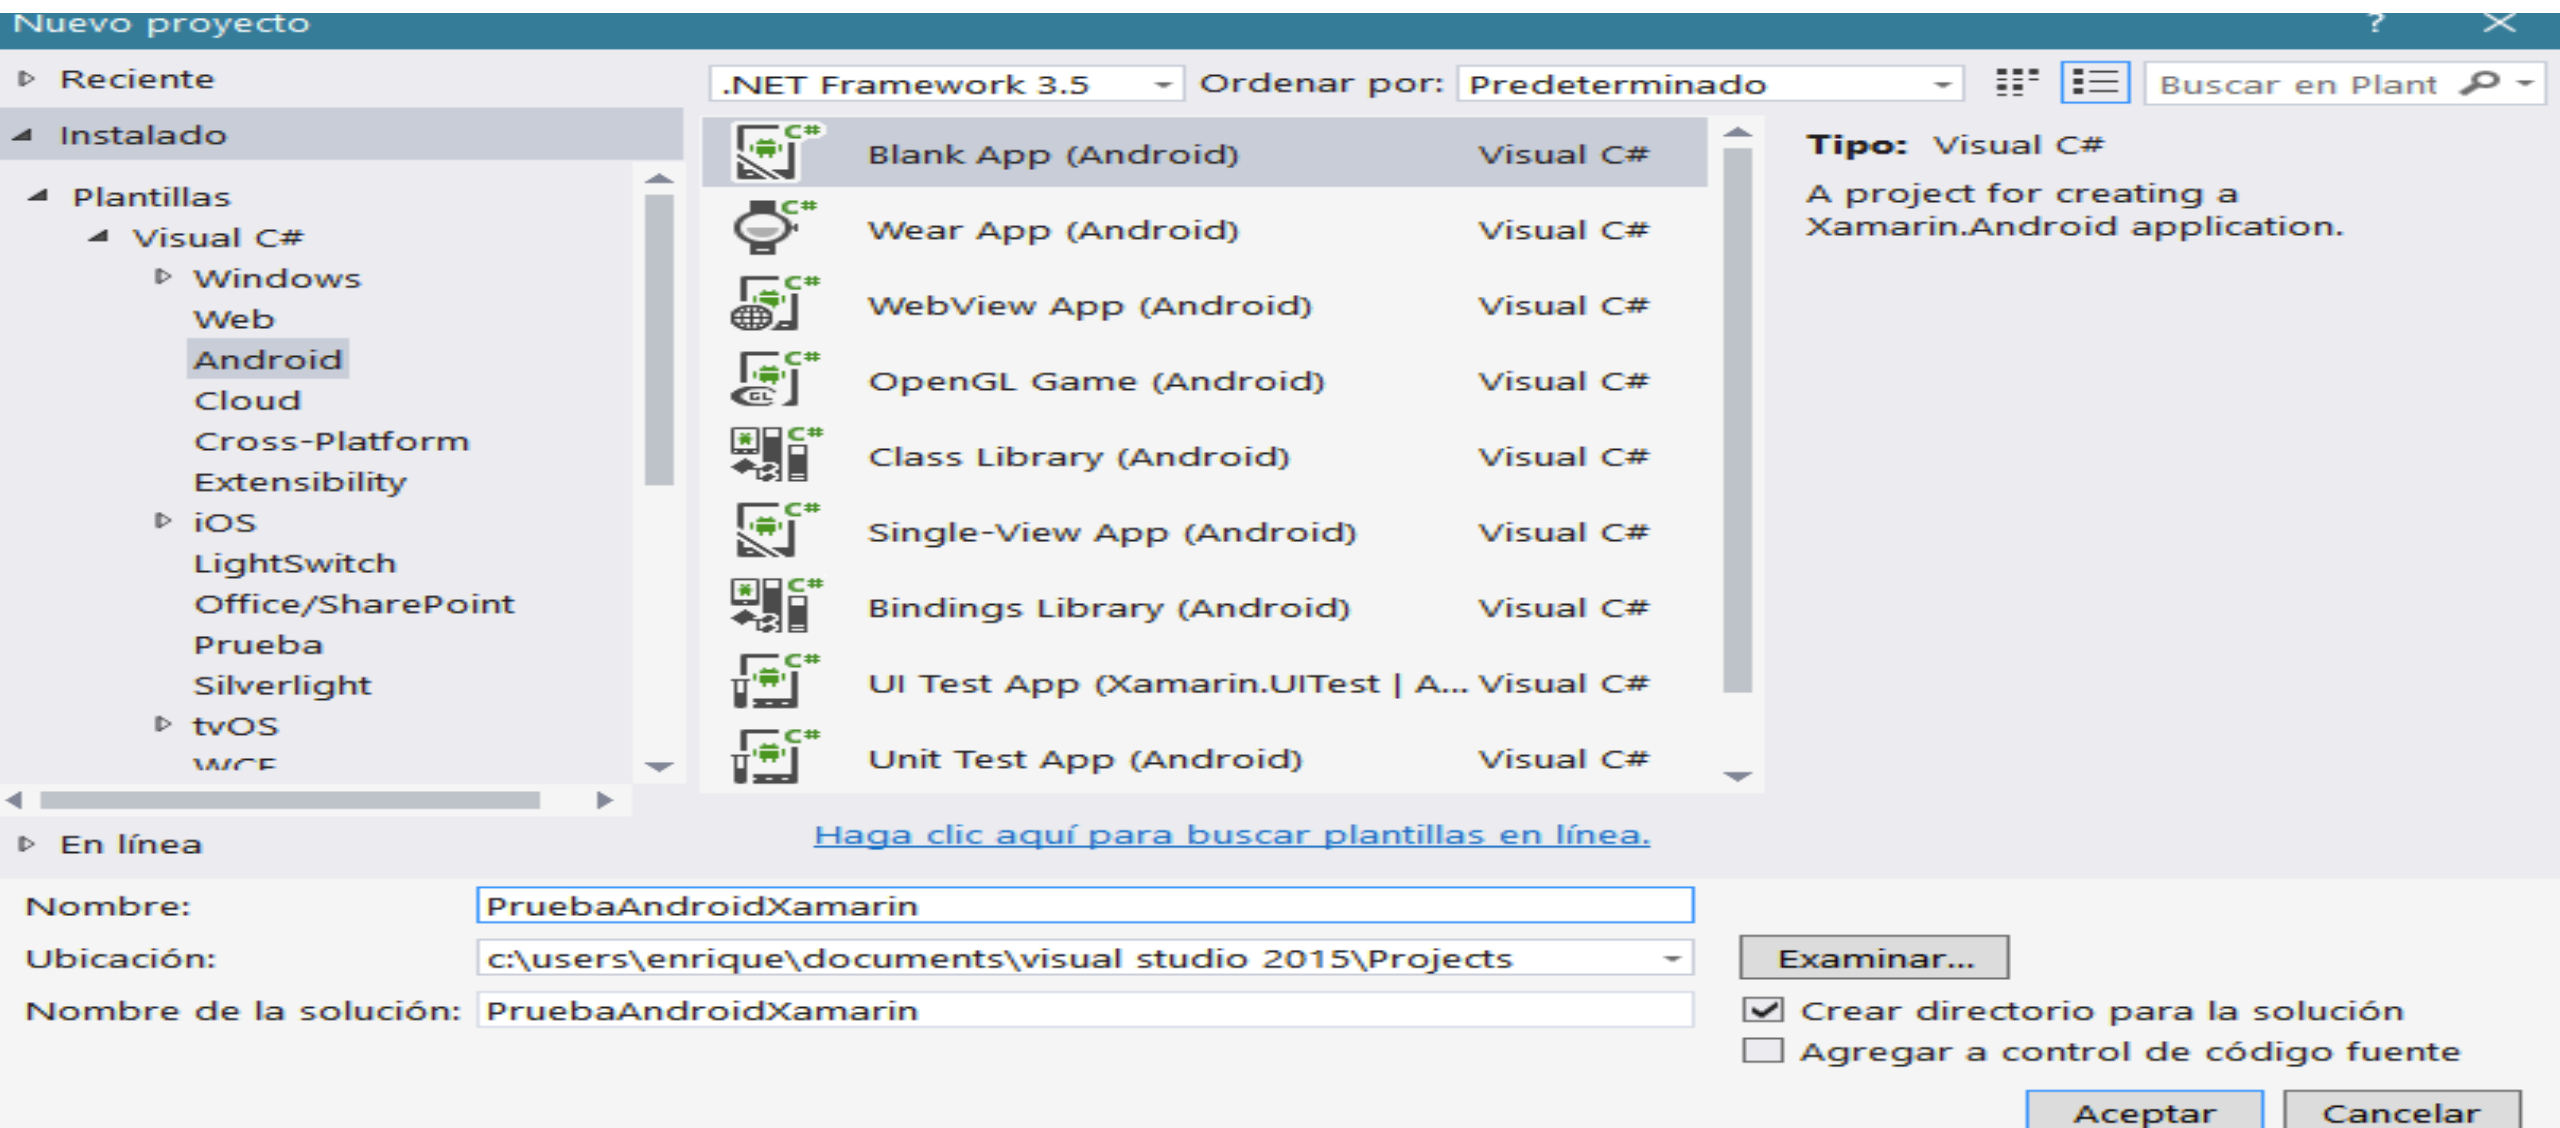 Nuevo proyecto
?
Reciente
.NET Framework 3.5
Ordenar por:
Predeterminado
Buscar en Plant
Instalado
Plantillas
Visual C#
Windows
Web
Android
Cloud
Cross-Platform
Extensibility
iOS
LightSwitch
Office/SharePoint
Prueba
Silverlight
tvOS
WCF
En línea
Blank App (Android) Visual C#
Wear App (Android) Visual C#
WebView App (Android) Visual C#
OpenGL Game (Android) Visual C#
Class Library (Android) Visual C#
Single-View App (Android) Visual C#
Bindings Library (Android) Visual C#
UI Test App (Xamarin.UITest | A... Visual C#
Unit Test App (Android) Visual C#
Haga clic aquí para buscar plantillas en línea.
Tipo: Visual C#
A project for creating a
Xamarin.Android application.
Nombre: PruebaAndroidXamarin
Ubicación: c:\users\enrique\documents\visual studio 2015\Projects
Examinar...
Nombre de la solución: PruebaAndroidXamarin
Crear directorio para la solución
Agregar a control de código fuente
Aceptar
Cancelar